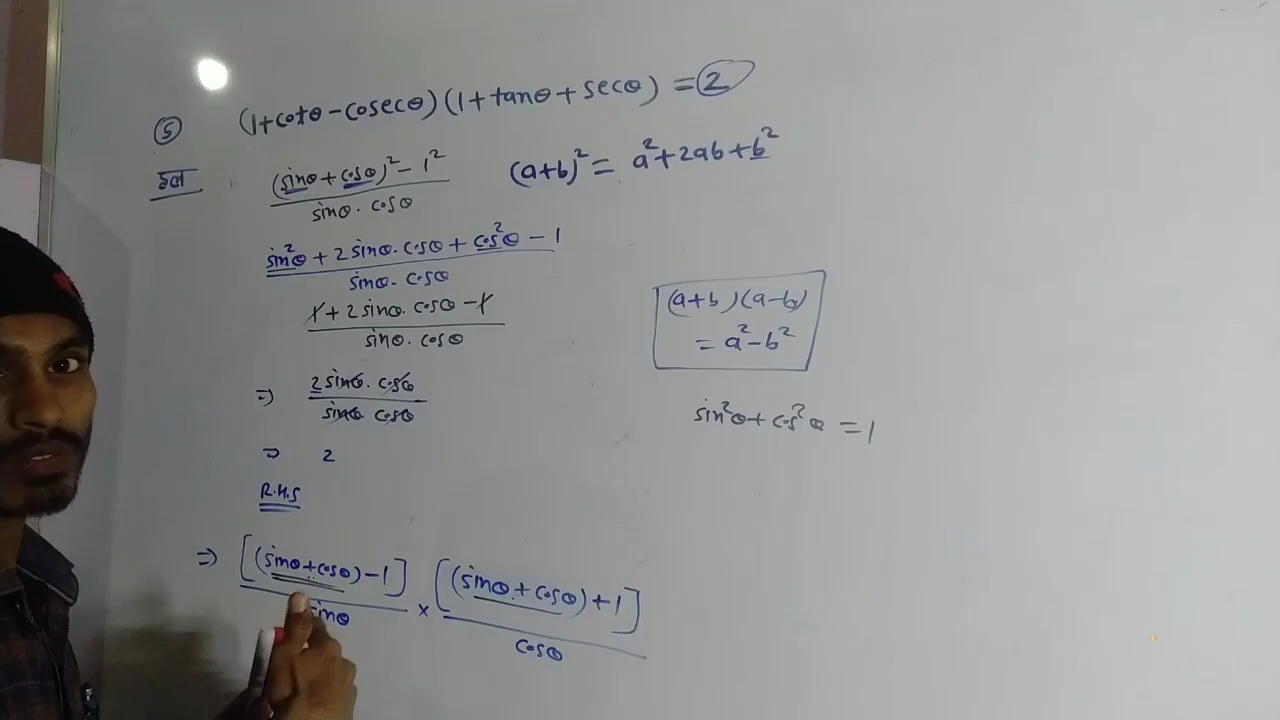 ⑤ (1+cotθ-cosecθ)(1+tanθ+secθ) = 2
हल (sinθ+cosθ)²-1² / sinθ. cosθ
(a+b)² = a²+2ab+b²
sin²θ + 2sinθ. cosθ + cos²θ - 1 / sinθ. cosθ
1 + 2sinθ. cosθ - 1 / sinθ. cosθ
⇒ 2sinθ. cosθ / sinθ. cosθ
⇒ 2
R.H.S
⇒ [(sinθ+cosθ)-1] / sinθ × [(sinθ+cosθ)+1] / cosθ
(a+b)(a-b)
= a²-b²
sin²θ+cos²θ = 1